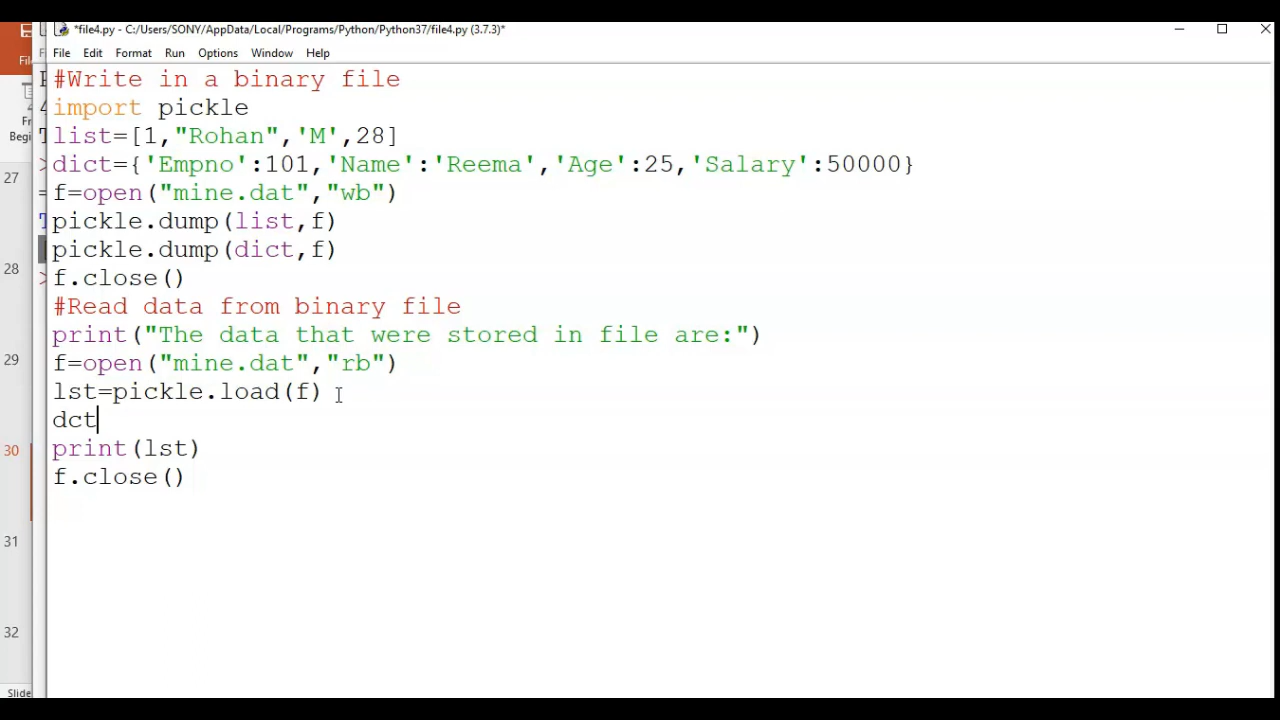 *file4.py - C:/Users/SONY/AppData/Local/Programs/Python/Python37/file4.py (3.7.3)*
File Edit Format Run Options Window Help
#Write in a binary file
import pickle
list=[1,"Rohan",'M',28]
dict={'Empno':101,'Name':'Reema','Age':25,'Salary':50000}
f=open("mine.dat","wb")
pickle.dump(list,f)
pickle.dump(dict,f)
f.close()
#Read data from binary file
print("The data that were stored in file are:")
f=open("mine.dat","rb")
lst=pickle.load(f)
dct
print(lst)
f.close()
27
28
29
30
31
32
Slide